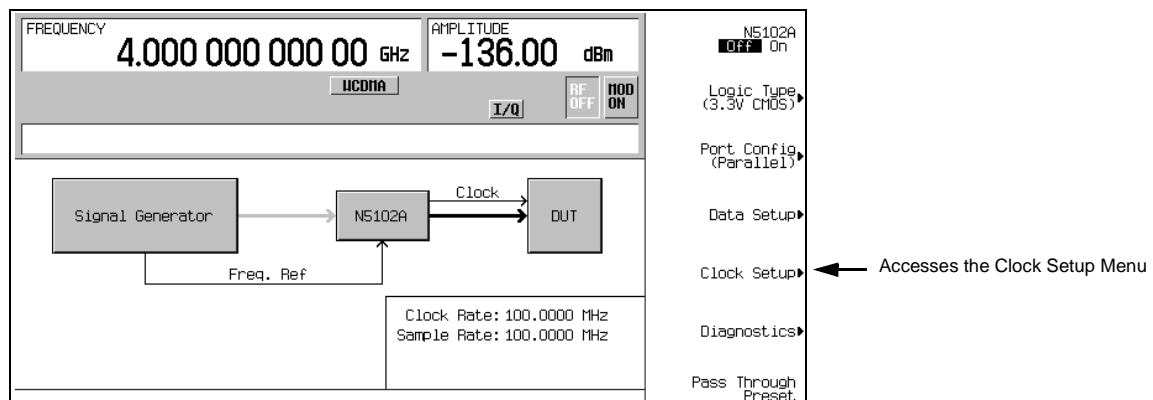 FREQUENCY
4.000 000 000 00 GHz
AMPLITUDE
-136.00 dBm
WCDMA
I/Q
RF OFF
MOD ON
Signal Generator
N5102A
Clock
DUT
Freq. Ref
Clock Rate: 100.0000 MHz
Sample Rate: 100.0000 MHz
N5102A
Off On
Logic Type
(3.3V CMOS)
Port Config
(Parallel)
Data Setup
Clock Setup
Accesses the Clock Setup Menu
Diagnostics
Pass Through
Preset